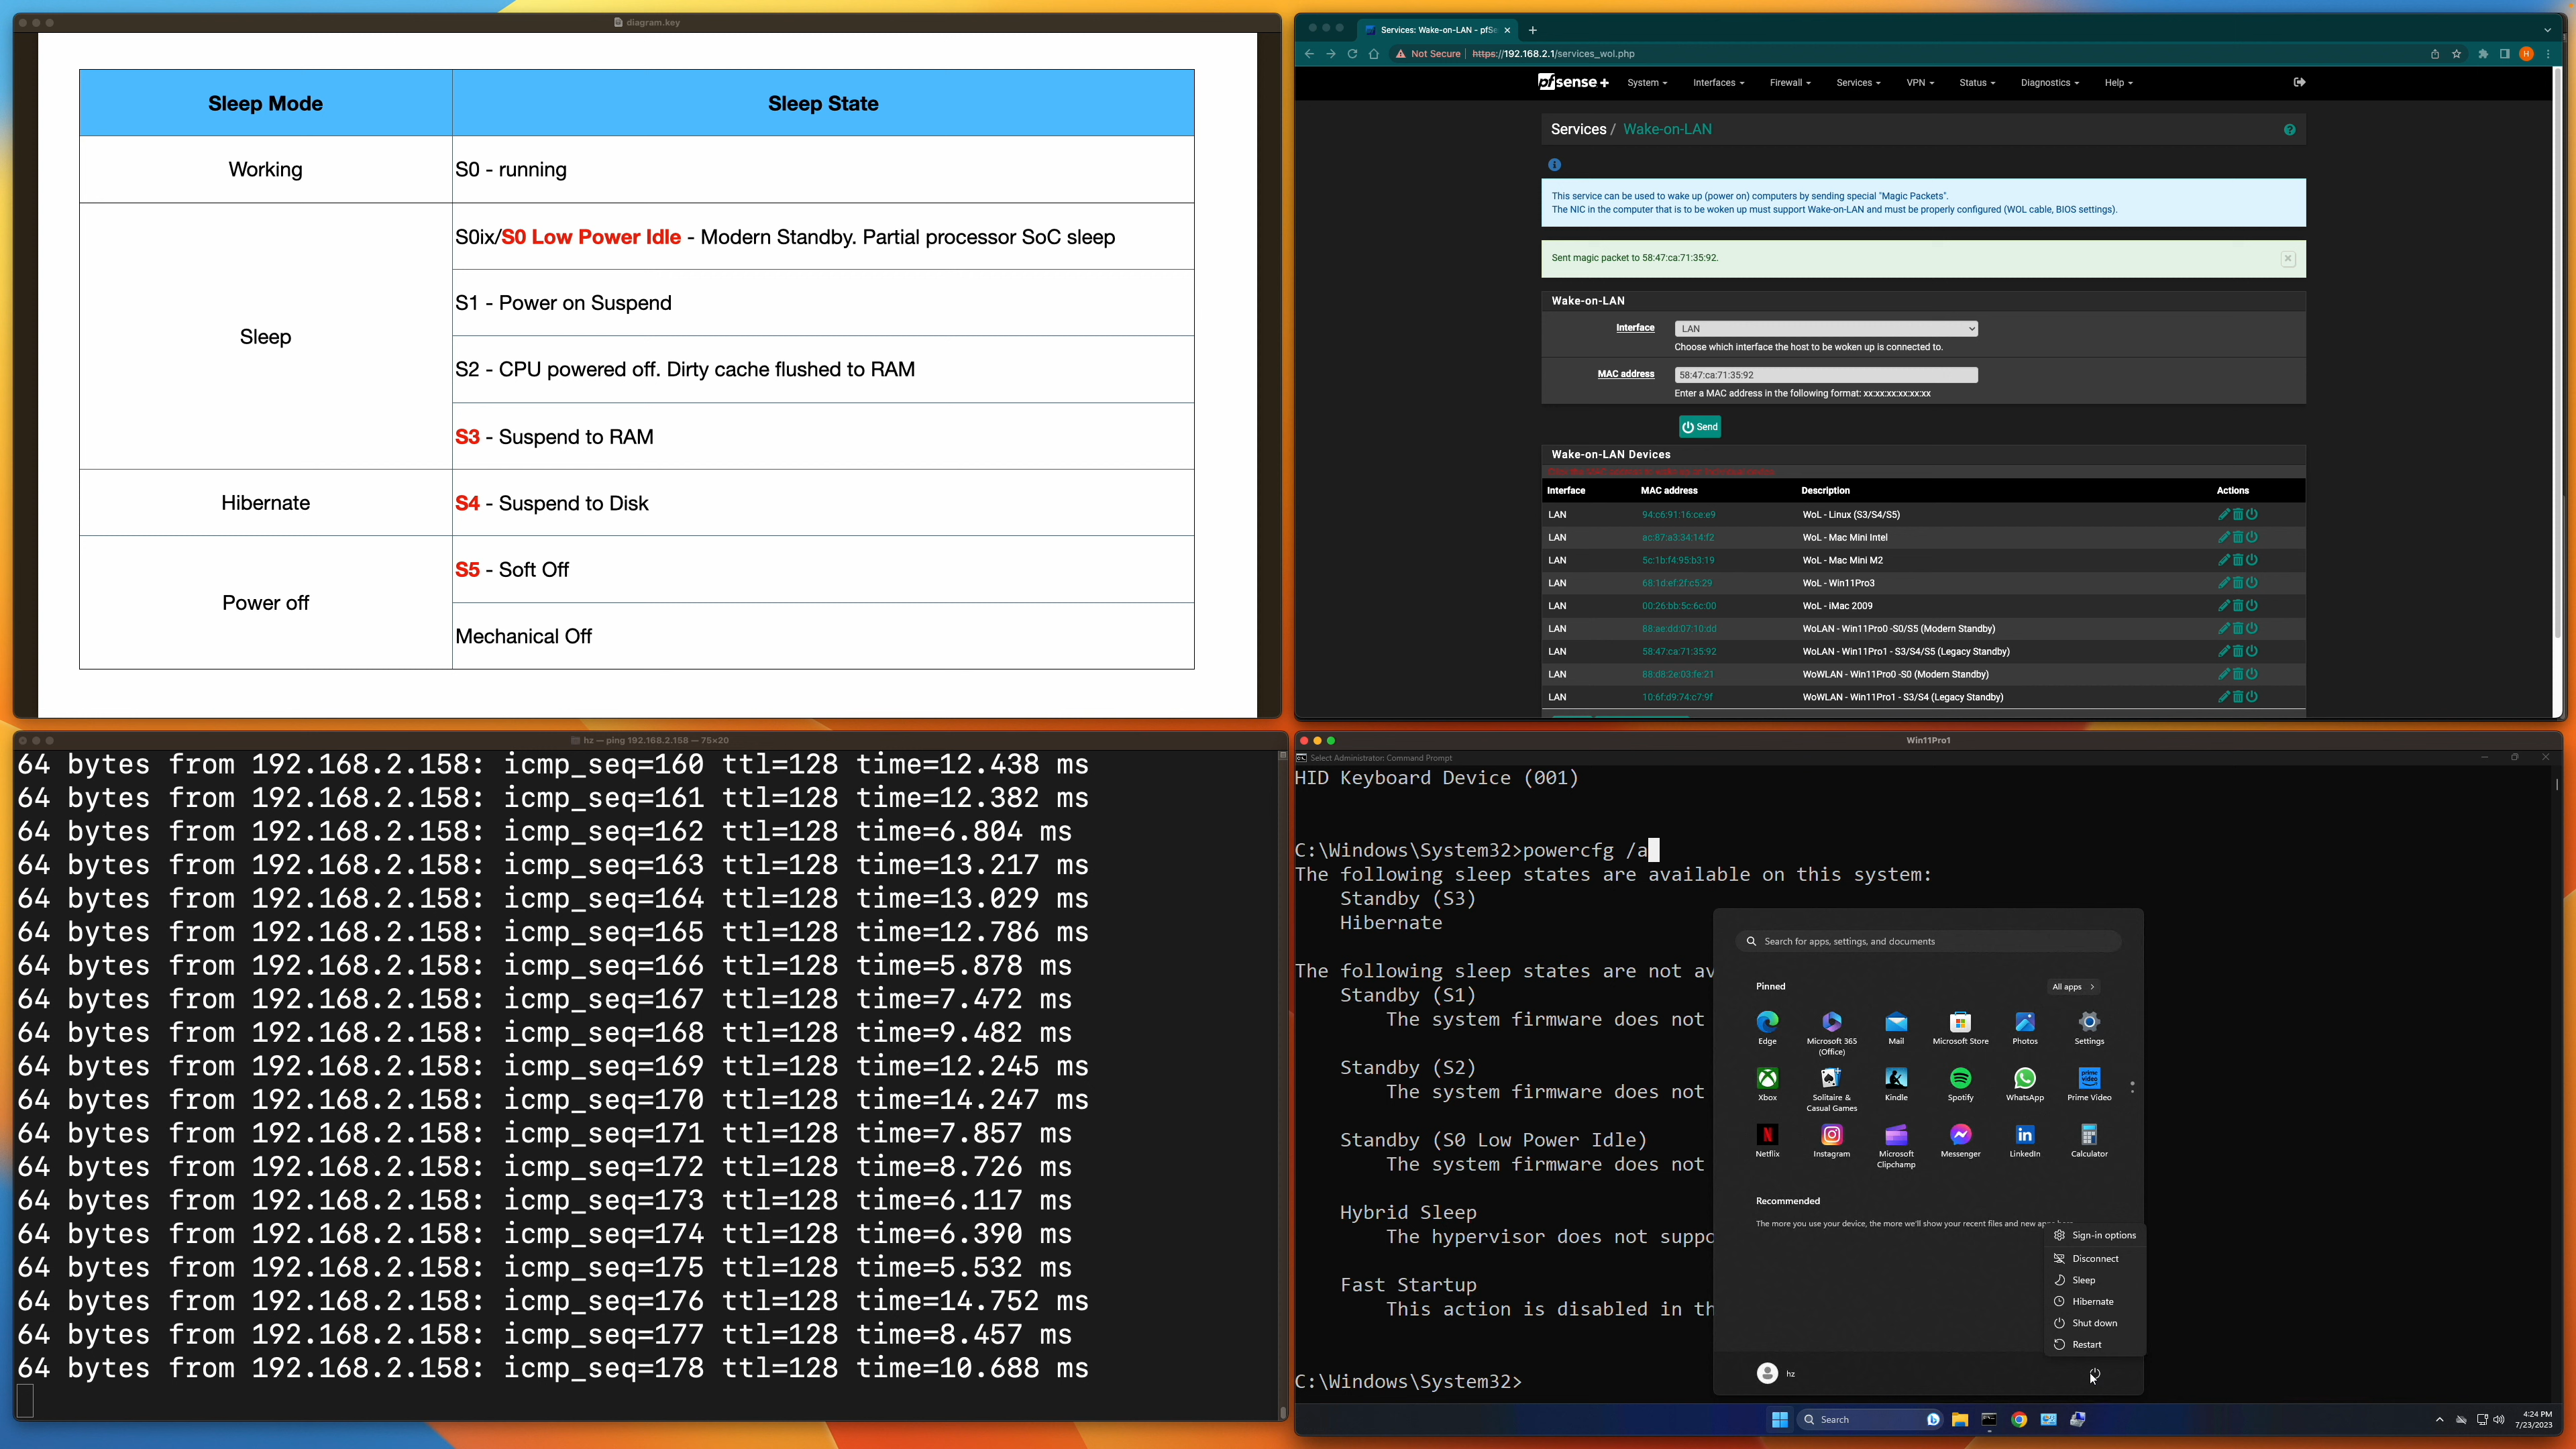 diagram.key
Sleep Mode
Sleep State
Working
S0 - running
Sleep
S0ix/S0 Low Power Idle - Modern Standby. Partial processor SoC sleep
S1 - Power on Suspend
S2 - CPU powered off. Dirty cache flushed to RAM
S3 - Suspend to RAM
Hibernate
S4 - Suspend to Disk
Power off
S5 - Soft Off
Mechanical Off
Services: Wake-on-LAN - pfSe
Not Secure | https://192.168.2.1/services_wol.php
pfsense +
System
Interfaces
Firewall
Services
VPN
Status
Diagnostics
Help
Services / Wake-on-LAN
This service can be used to wake up (power on) computers by sending special "Magic Packets".
The NIC in the computer that is to be woken up must support Wake-on-LAN and must be properly configured (WOL cable, BIOS settings).
Sent magic packet to 58:47:ca:71:35:92.
Wake-on-LAN
Interface
LAN
Choose which interface the host to be woken up is connected to.
MAC address
58:47:ca:71:35:92
Enter a MAC address in the following format: xx:xx:xx:xx:xx:xx
Send
Wake-on-LAN Devices
Interface MAC address Description Actions
LAN 94:c6:91:16:ce:e9 WoL - Linux (S3/S4/S5)
LAN ac:87:a3:34:14:f2 WoL - Mac Mini Intel
LAN 5c:1b:f4:95:b3:19 WoL - Mac Mini M2
LAN 68:1d:ef:2f:c5:29 WoL - Win11Pro3
LAN 00:26:bb:5c:6c:00 WoL - iMac 2009
LAN 88:ae:dd:07:10:dd WoLAN - Win11Pro0 -S0/S5 (Modern Standby)
LAN 58:47:ca:71:35:92 WoLAN - Win11Pro1 - S3/S4/S5 (Legacy Standby)
LAN 88:d8:2e:03:fe:21 WoWLAN - Win11Pro0 -S0 (Modern Standby)
LAN 10:6f:d9:74:c7:9f WoWLAN - Win11Pro1 - S3/S4 (Legacy Standby)
hz — ping 192.168.2.158 — 75×20
64 bytes from 192.168.2.158: icmp_seq=160 ttl=128 time=12.438 ms
64 bytes from 192.168.2.158: icmp_seq=161 ttl=128 time=12.382 ms
64 bytes from 192.168.2.158: icmp_seq=162 ttl=128 time=6.804 ms
64 bytes from 192.168.2.158: icmp_seq=163 ttl=128 time=13.217 ms
64 bytes from 192.168.2.158: icmp_seq=164 ttl=128 time=13.029 ms
64 bytes from 192.168.2.158: icmp_seq=165 ttl=128 time=12.786 ms
64 bytes from 192.168.2.158: icmp_seq=166 ttl=128 time=5.878 ms
64 bytes from 192.168.2.158: icmp_seq=167 ttl=128 time=7.472 ms
64 bytes from 192.168.2.158: icmp_seq=168 ttl=128 time=9.482 ms
64 bytes from 192.168.2.158: icmp_seq=169 ttl=128 time=12.245 ms
64 bytes from 192.168.2.158: icmp_seq=170 ttl=128 time=14.247 ms
64 bytes from 192.168.2.158: icmp_seq=171 ttl=128 time=7.857 ms
64 bytes from 192.168.2.158: icmp_seq=172 ttl=128 time=8.726 ms
64 bytes from 192.168.2.158: icmp_seq=173 ttl=128 time=6.117 ms
64 bytes from 192.168.2.158: icmp_seq=174 ttl=128 time=6.390 ms
64 bytes from 192.168.2.158: icmp_seq=175 ttl=128 time=5.532 ms
64 bytes from 192.168.2.158: icmp_seq=176 ttl=128 time=14.752 ms
64 bytes from 192.168.2.158: icmp_seq=177 ttl=128 time=8.457 ms
64 bytes from 192.168.2.158: icmp_seq=178 ttl=128 time=10.688 ms
Win11Pro1
Select Administrator: Command Prompt
HID Keyboard Device (001)
C:\Windows\System32>powercfg /a
The following sleep states are available on this system:
Standby (S3)
Hibernate
The following sleep states are not av
Standby (S1)
The system firmware does not
Standby (S2)
The system firmware does not
Standby (S0 Low Power Idle)
The system firmware does not
Hybrid Sleep
The hypervisor does not suppo
Fast Startup
This action is disabled in th
C:\Windows\System32>
Search for apps, settings, and documents
Pinned
All apps >
Edge
Microsoft 365 (Office)
Mail
Microsoft Store
Photos
Settings
Xbox
Solitaire & Casual Games
Kindle
Spotify
WhatsApp
prime video
Prime Video
Netflix
Instagram
Microsoft Clipchamp
Messenger
LinkedIn
Calculator
Recommended
The more you use your device, the more we'll show your recent files and new apps here.
Sign-in options
Disconnect
Sleep
Hibernate
Shut down
Restart
hz
Search
4:24 PM
7/23/2023